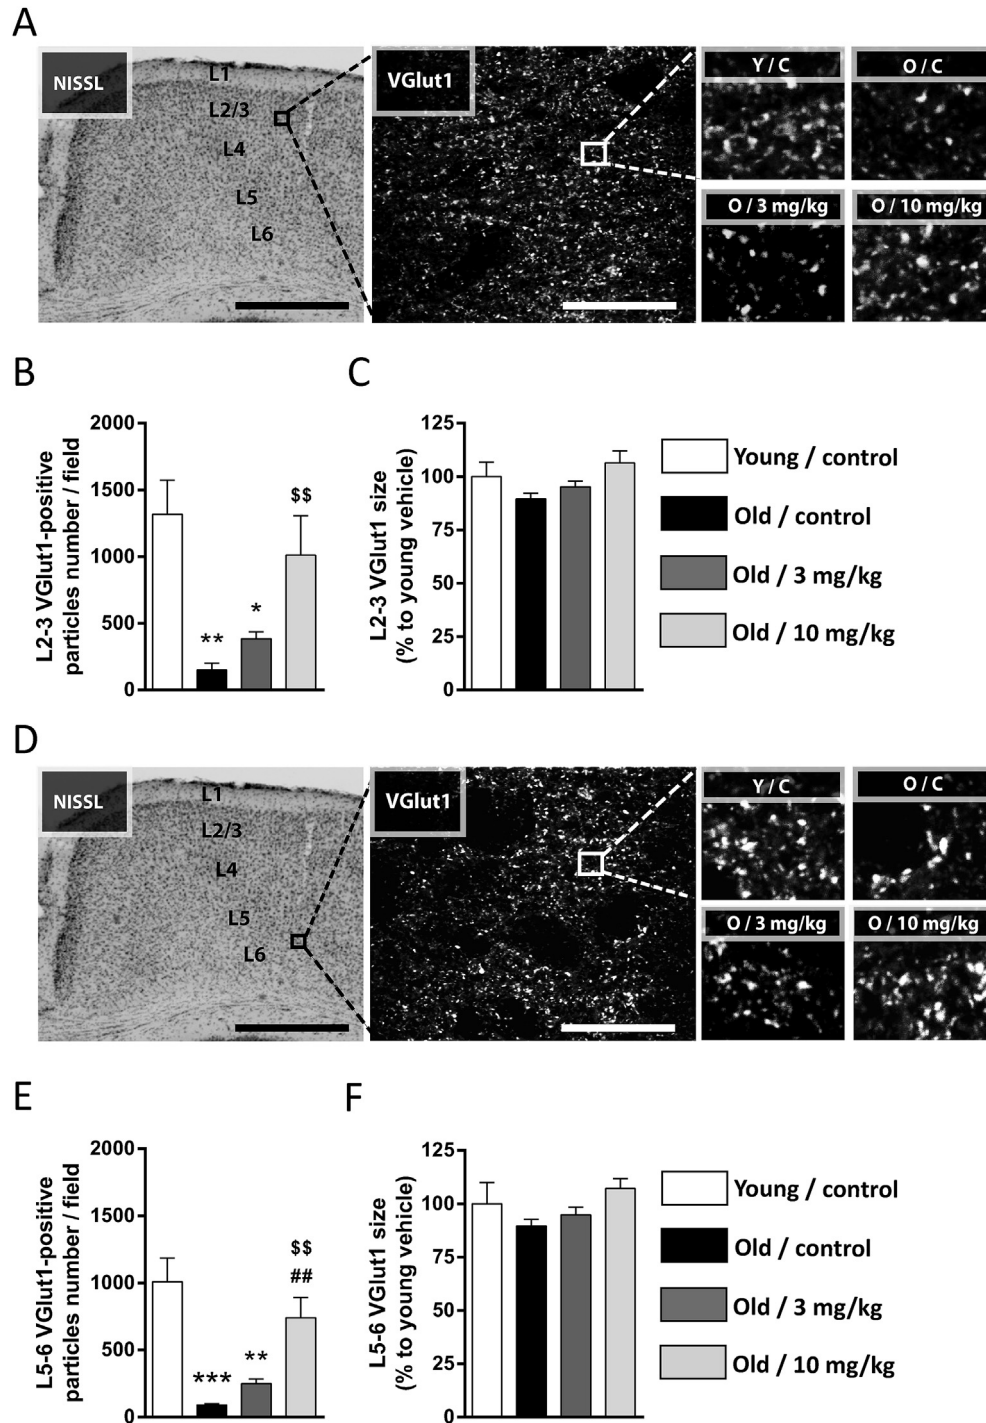 A
NISSL
L1
L2/3
L4
L5
L6
VGlut1
Y / C
O / C
O / 3 mg/kg
O / 10 mg/kg
B
L2-3 VGlut1-positive
particles number / field
2000
1500
1000
500
0
**
*
$$
C
L2-3 VGlut1 size
(% to young vehicle)
125
100
75
50
25
0
Young / control
Old / control
Old / 3 mg/kg
Old / 10 mg/kg
D
NISSL
L1
L2/3
L4
L5
L6
VGlut1
Y / C
O / C
O / 3 mg/kg
O / 10 mg/kg
E
L5-6 VGlut1-positive
particles number / field
2000
1500
1000
500
0
***
**
$$
##
F
L5-6 VGlut1 size
(% to young vehicle)
125
100
75
50
25
0
Young / control
Old / control
Old / 3 mg/kg
Old / 10 mg/kg